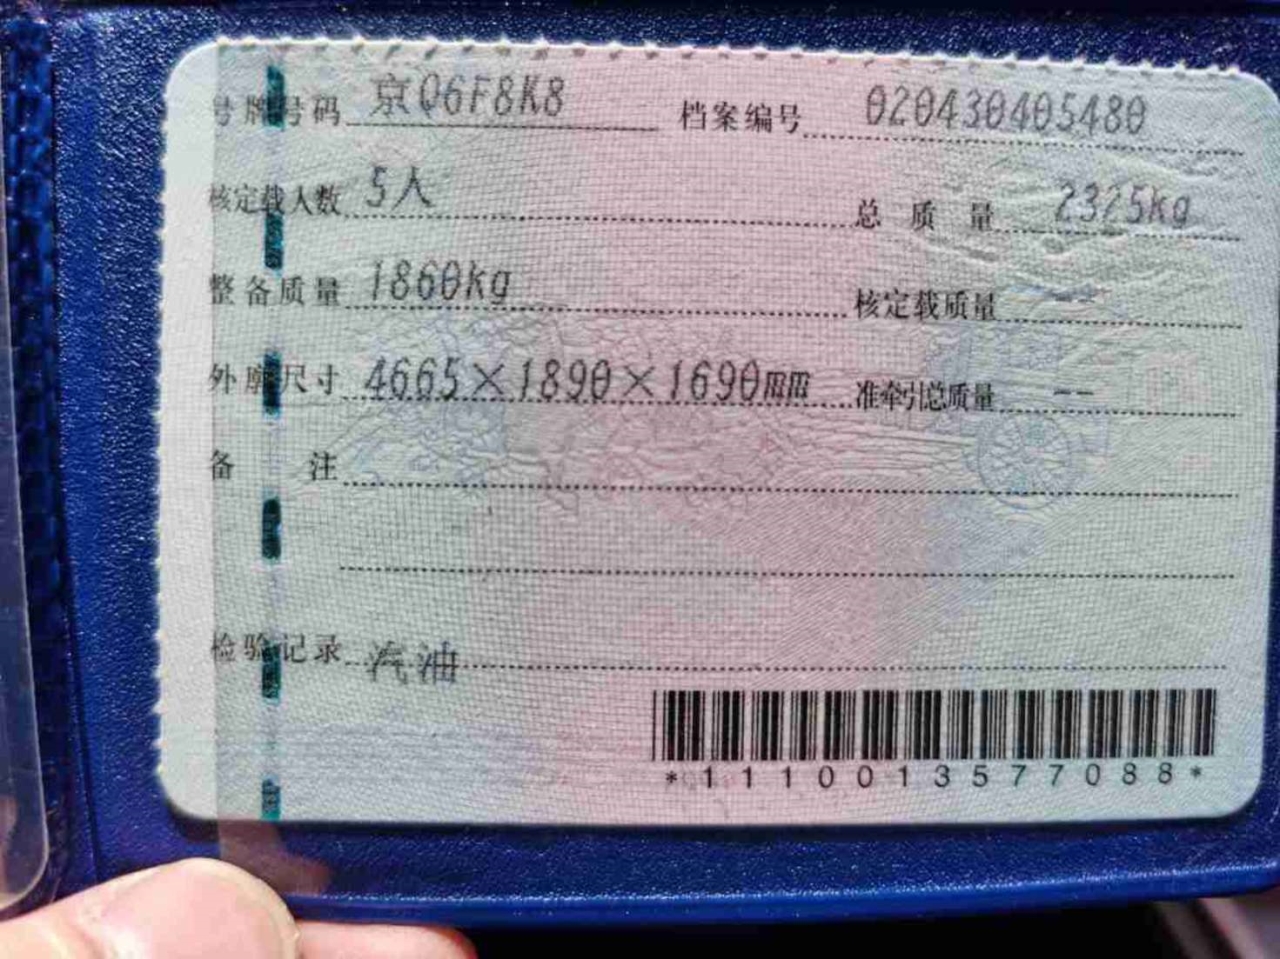 号牌号码 京Q6F8K8 档案编号 020430405480
核定载人数 5人 总质量 2325kg
整备质量 1860kg 核定载质量 --
外廓尺寸 4665×1890×1690mm 准牵引总质量 --
备注
检验记录 汽油
*1110013577088*